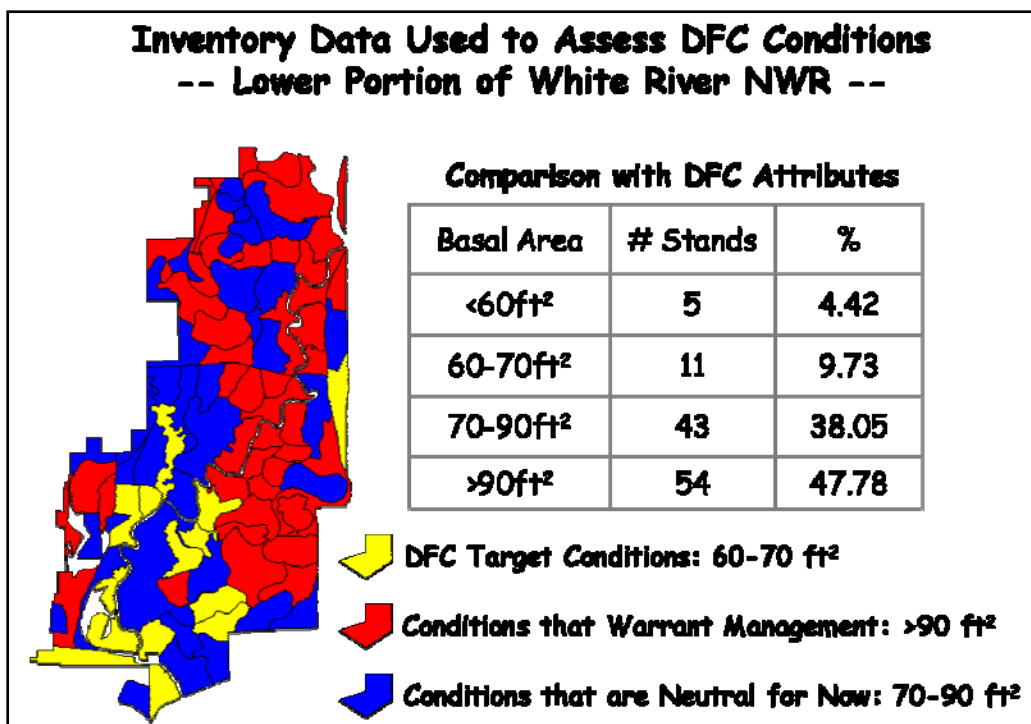 Inventory Data Used to Assess DFC Conditions
-- Lower Portion of White River NWR --
Comparison with DFC Attributes
Basal Area # Stands %
<60ft² 5 4.42
60-70ft² 11 9.73
70-90ft² 43 38.05
>90ft² 54 47.78
DFC Target Conditions: 60-70 ft²
Conditions that Warrant Management: >90 ft²
Conditions that are Neutral for Now: 70-90 ft²